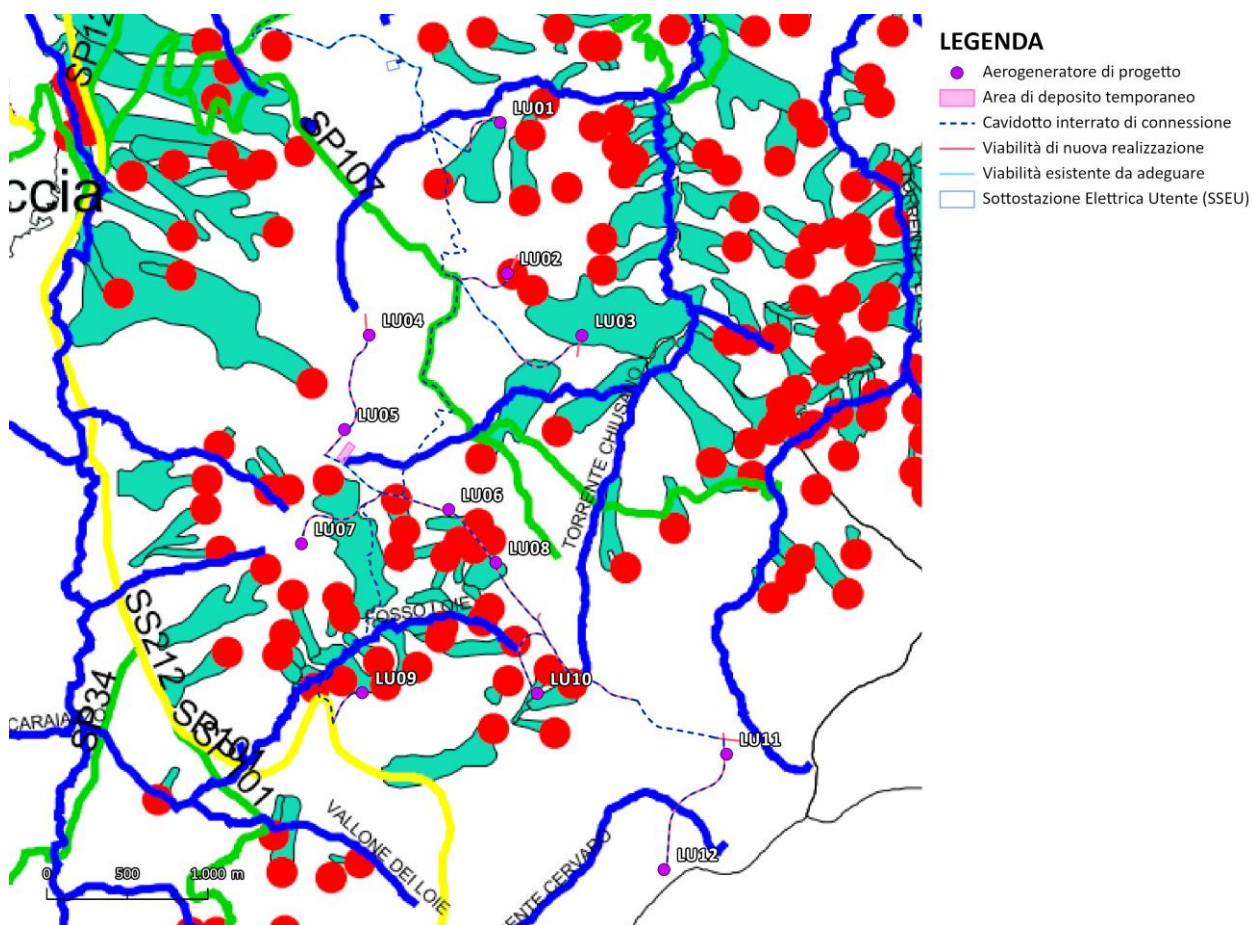 LEGENDA
Aerogeneratore di progetto
Area di deposito temporaneo
Cavidotto interrato di connessione
Viabilità di nuova realizzazione
Viabilità esistente da adeguare
Sottostazione Elettrica Utente (SSEU)
SP107
LU01
ccia
LU02
LU04
LU03
TORRENTE CHIUSANO
LU05
LU06
LU07
LU08
FOSSO LOIE
SS212
LU09
LU10
SP34
CARAIA
SP101
SP101
LU11
VALLONE DEI LOIE
LU12
ENTE CERVARO
0 500 1.000 m